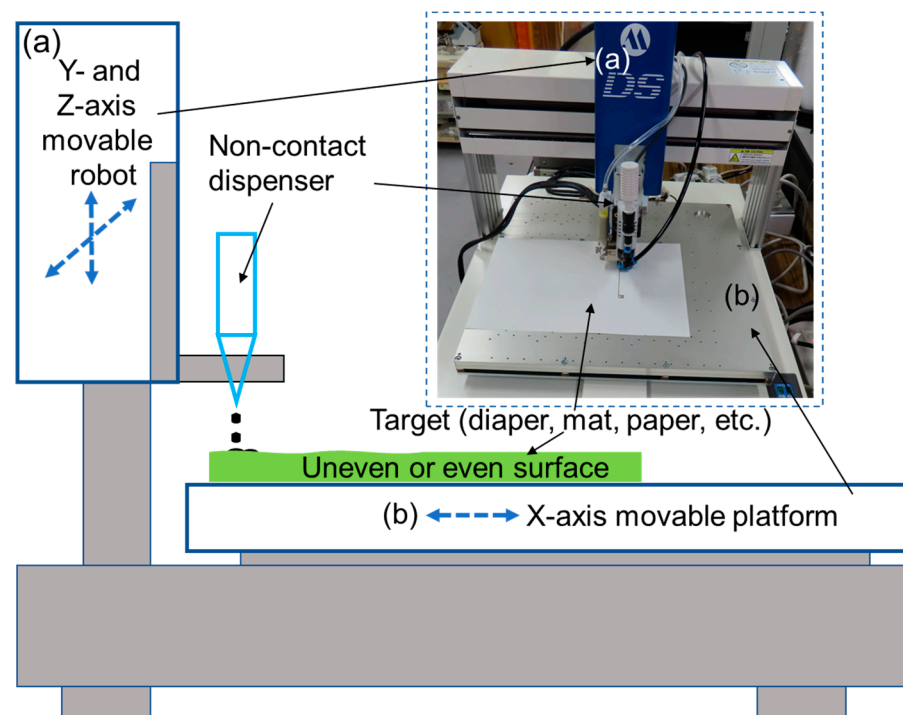 (a)
Y- and
Z-axis
movable
robot
Non-contact
dispenser
(a)
DS
(b)
Target (diaper, mat, paper, etc.)
Uneven or even surface
(b)
X-axis movable platform